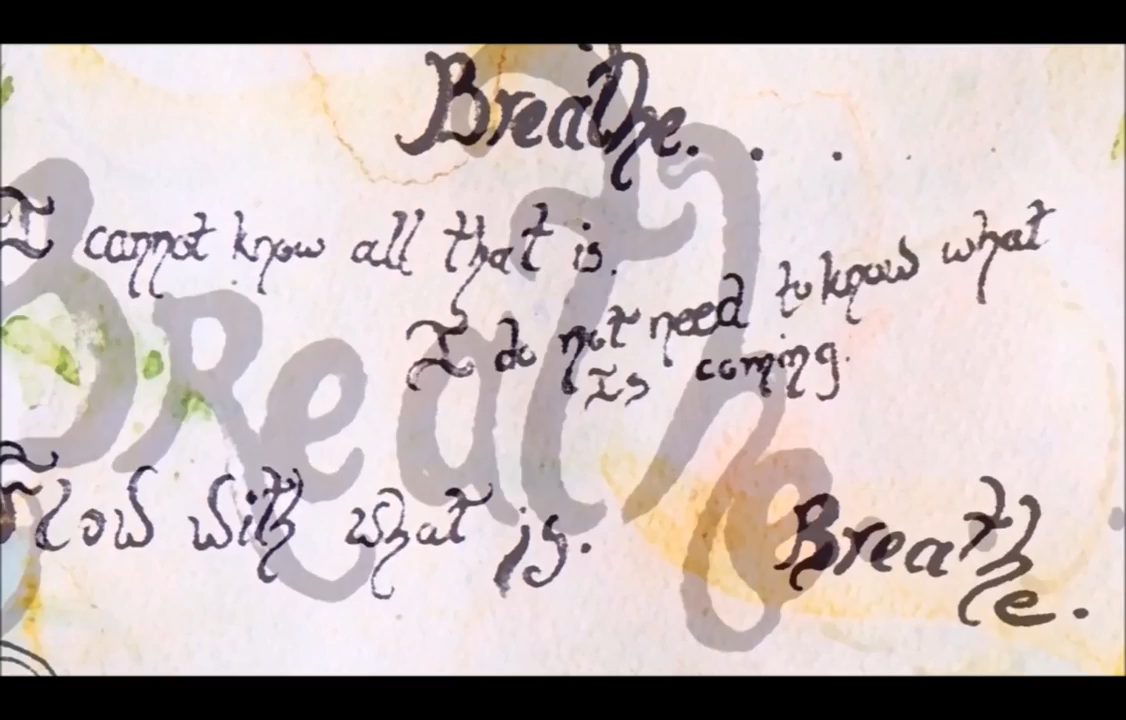 Breathe. . . .
I cannot know all that is.
I do not need to know what
Is coming.
Flow with what is.
Breath
e.
Breathe